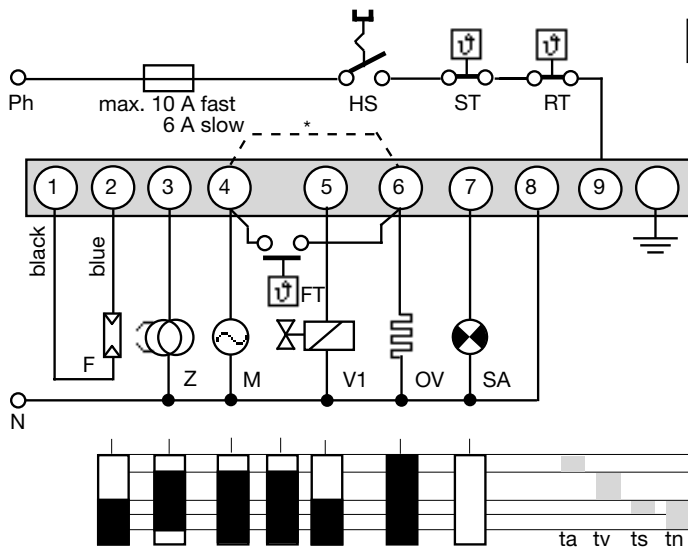 Ph
max. 10 A fast
6 A slow
HS
ST
RT
ϑ
ϑ
*
1 2 3 4 5 6 7 8 9
black
blue
ϑ
FT
F
Z
M
V1
OV
SA
N
ta tv ts tn